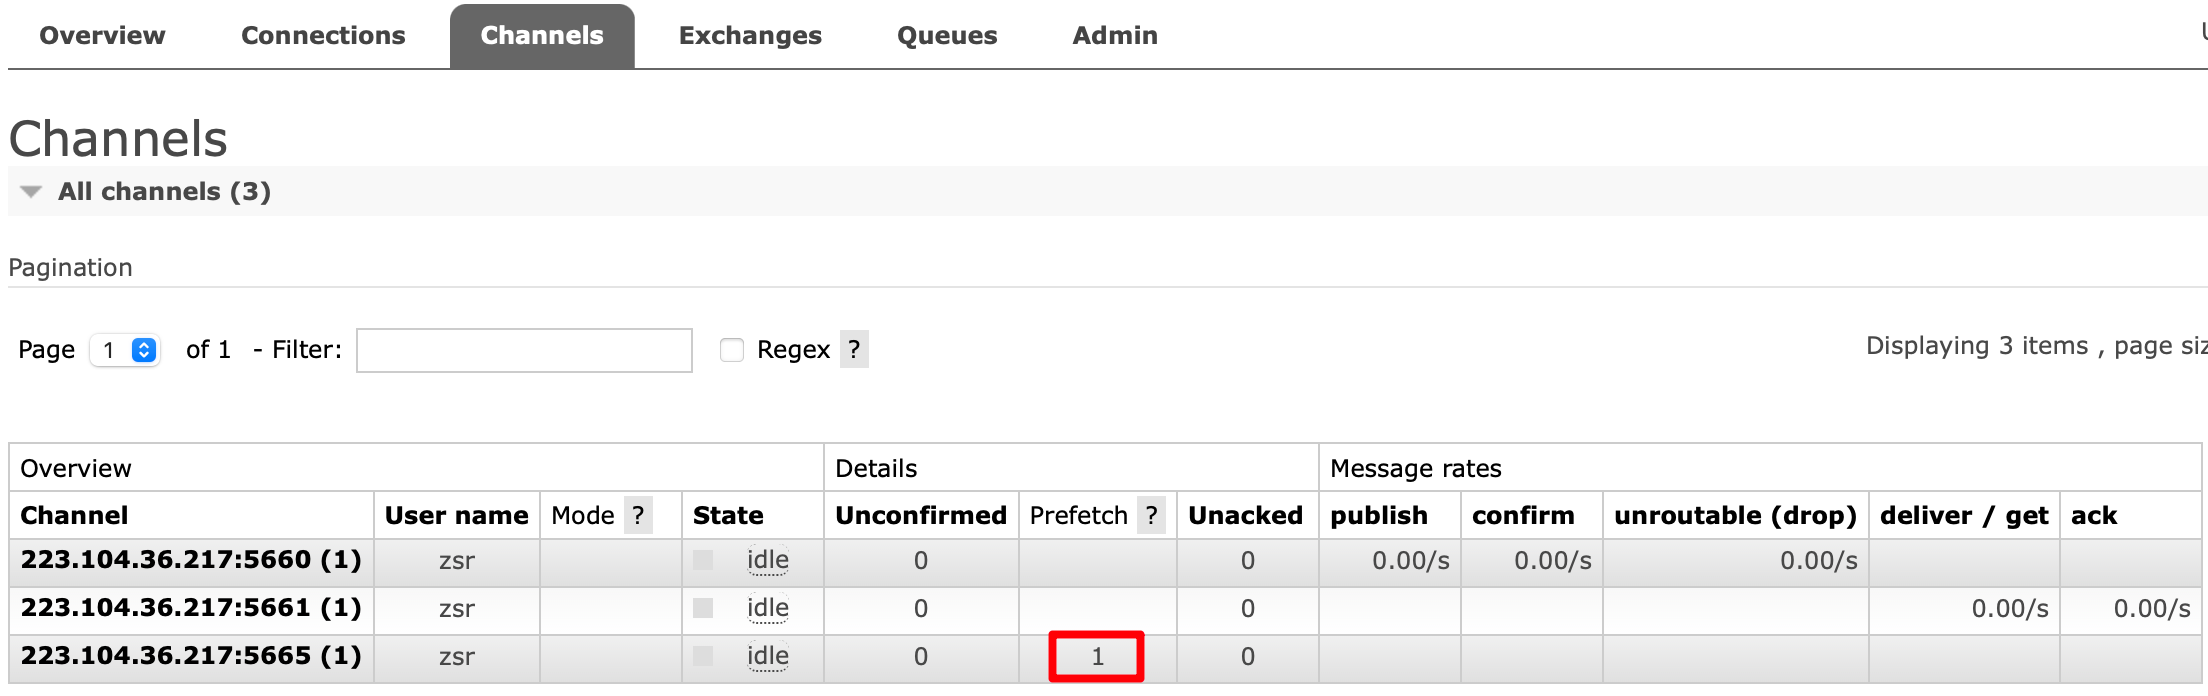 Overview Connections Channels Exchanges Queues Admin
Channels
All channels (3)
Pagination
Page 1 of 1 - Filter: Regex ? Displaying 3 items , page siz
Overview Details Message rates
Channel User name Mode ? State Unconfirmed Prefetch ? Unacked publish confirm unroutable (drop) deliver / get ack
223.104.36.217:5660 (1) zsr idle 0 0 0.00/s 0.00/s 0.00/s
223.104.36.217:5661 (1) zsr idle 0 0 0.00/s 0.00/s
223.104.36.217:5665 (1) zsr idle 0 1 0